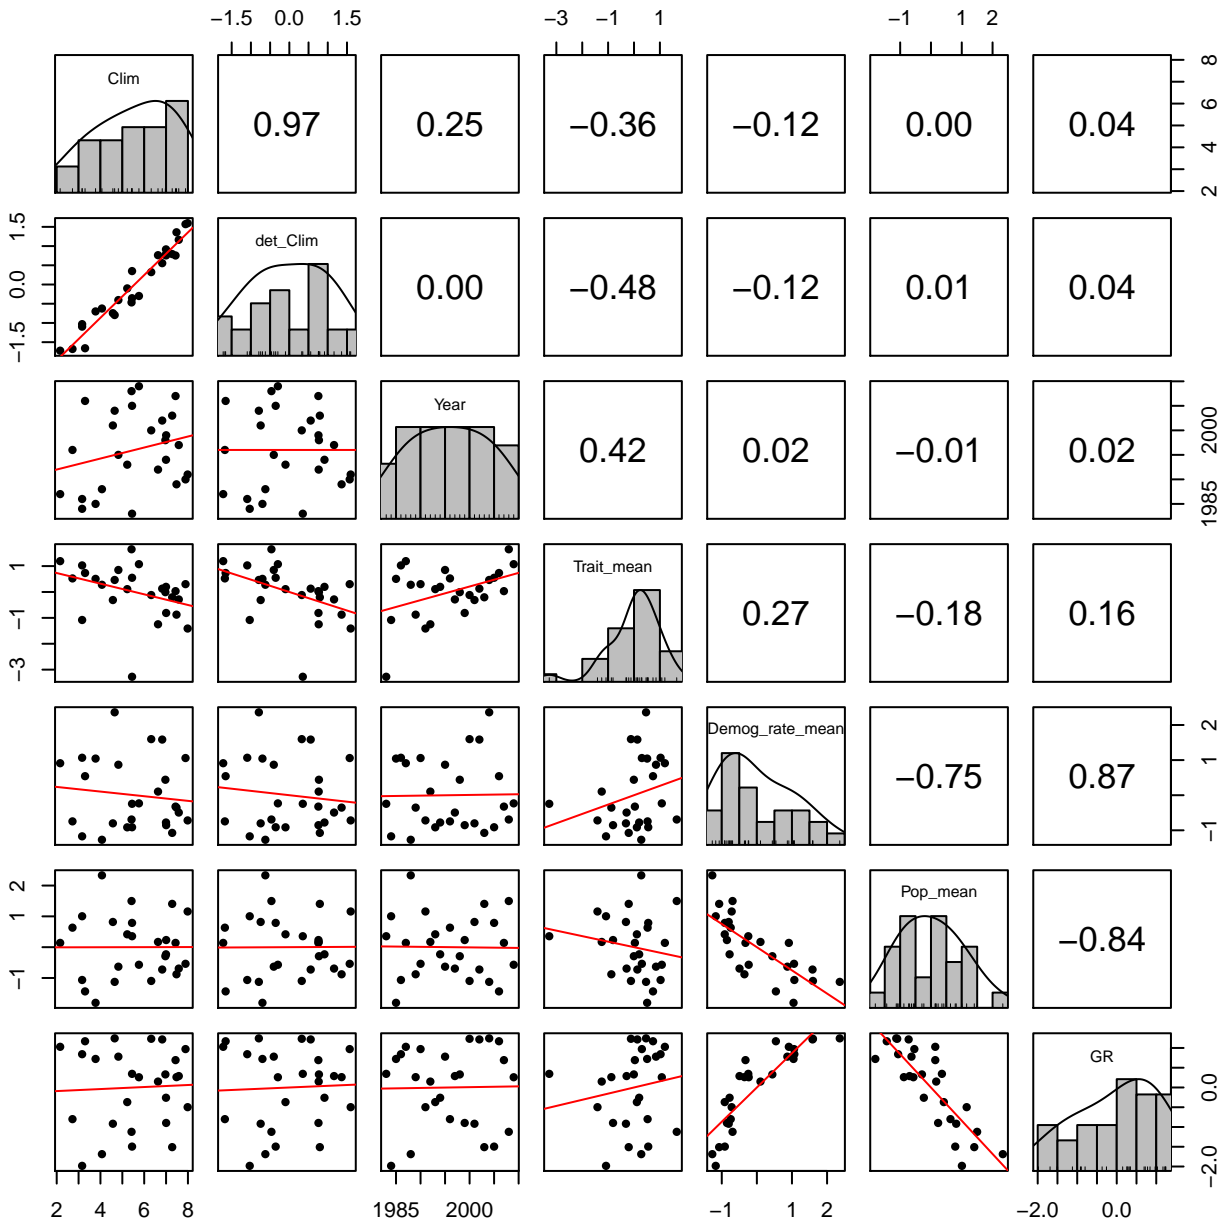 −1.5 0.0 1.5 −3 −1 1 −1 1 2
Clim 0.97 0.25 −0.36 −0.12 0.00 0.04 2 4 6 8
−1.5 0.0 1.5 det_Clim 0.00 −0.48 −0.12 0.01 0.04
Year 0.42 0.02 −0.01 0.02 1985 2000
−3 −1 1 Trait_mean 0.27 −0.18 0.16
Demog_rate_mean −0.75 0.87 −1 1 2
−1 1 2 Pop_mean −0.84
GR −2.0 0.0
2 4 6 8 1985 2000 −1 1 2 −2.0 0.0